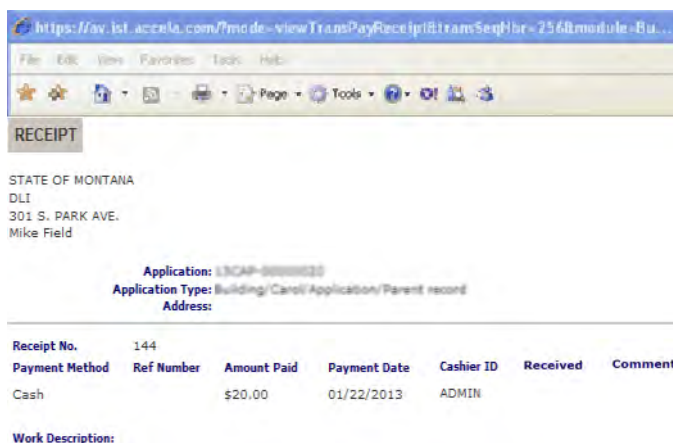 https://av.ist.accela.com/?mode=viewTransPayReceipt&transSeqNbr=256&module=Bu...
File Edit View Favorites Tools Help
Page Tools
RECEIPT
STATE OF MONTANA
DLI
301 S. PARK AVE.
Mike Field
Application: 13CAP-00000020
Application Type: Building/Carol/Application/Parent record
Address:
Receipt No. 144
Payment Method Ref Number Amount Paid Payment Date Cashier ID Received Comment
Cash $20.00 01/22/2013 ADMIN
Work Description: